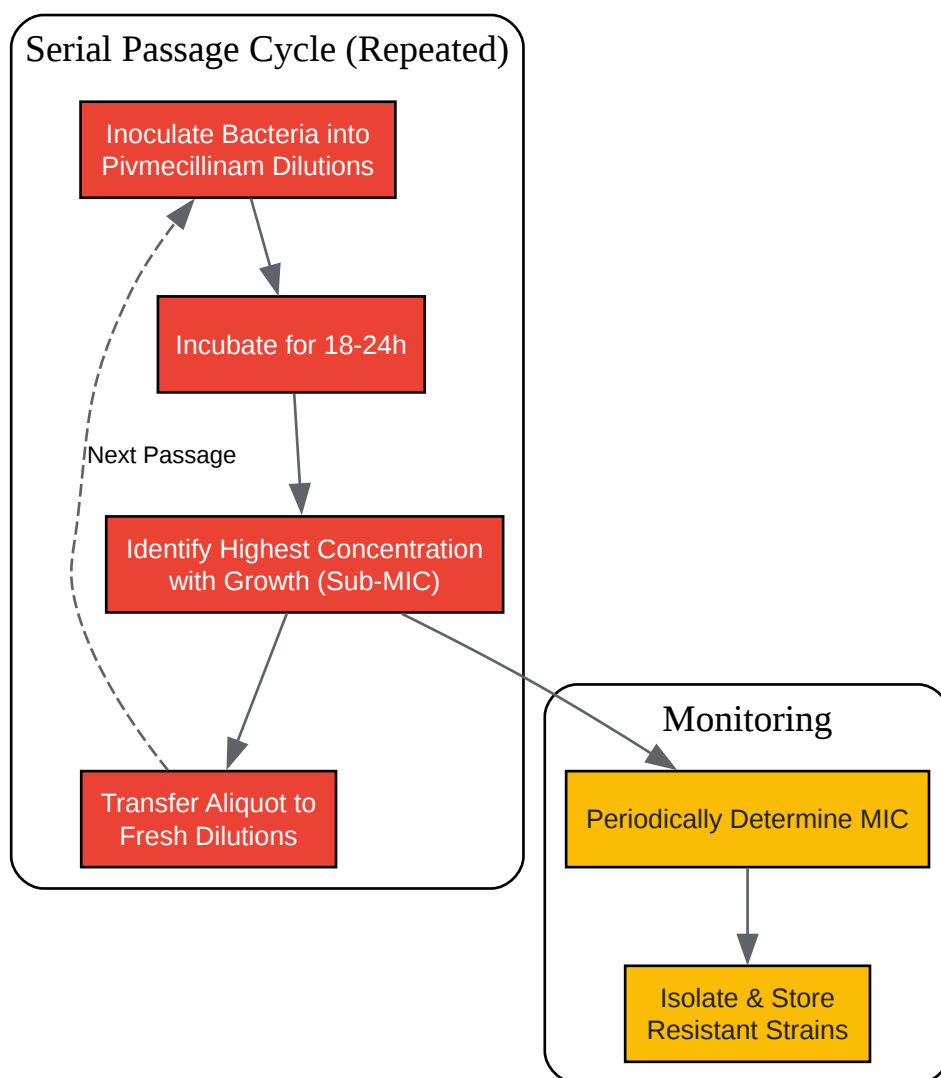 Serial Passage Cycle (Repeated)
Inoculate Bacteria into
Pivmecillinam Dilutions
Incubate for 18-24h
Next Passage
Identify Highest Concentration
with Growth (Sub-MIC)
Transfer Aliquot to
Fresh Dilutions
Monitoring
Periodically Determine MIC
Isolate & Store
Resistant Strains